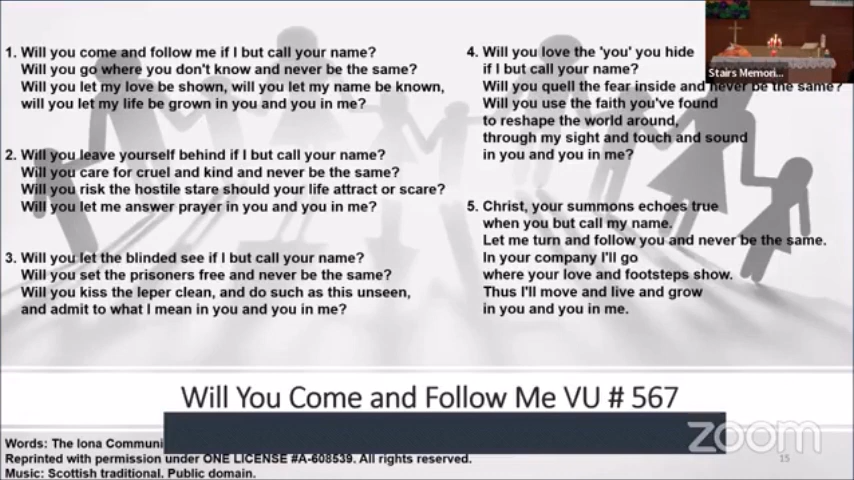 1. Will you come and follow me if I but call your name?
Will you go where you don't know and never be the same?
Will you let my love be shown, will you let my name be known,
will you let my life be grown in you and you in me?
2. Will you leave yourself behind if I but call your name?
Will you care for cruel and kind and never be the same?
Will you risk the hostile stare should your life attract or scare?
Will you let me answer prayer in you and you in me?
3. Will you let the blinded see if I but call your name?
Will you set the prisoners free and never be the same?
Will you kiss the leper clean, and do such as this unseen,
and admit to what I mean in you and you in me?
4. Will you love the 'you' you hide
if I but call your name?
Will you quell the fear inside and never be the same?
Will you use the faith you've found
to reshape the world around,
through my sight and touch and sound
in you and you in me?
5. Christ, your summons echoes true
when you but call my name.
Let me turn and follow you and never be the same.
In your company I'll go
where your love and footsteps show.
Thus I'll move and live and grow
in you and you in me.
Stairs Memori...
Will You Come and Follow Me VU # 567
Words: The Iona Communi
Reprinted with permission under ONE LICENSE #A-608539. All rights reserved.
Music: Scottish traditional. Public domain.
zoom
15